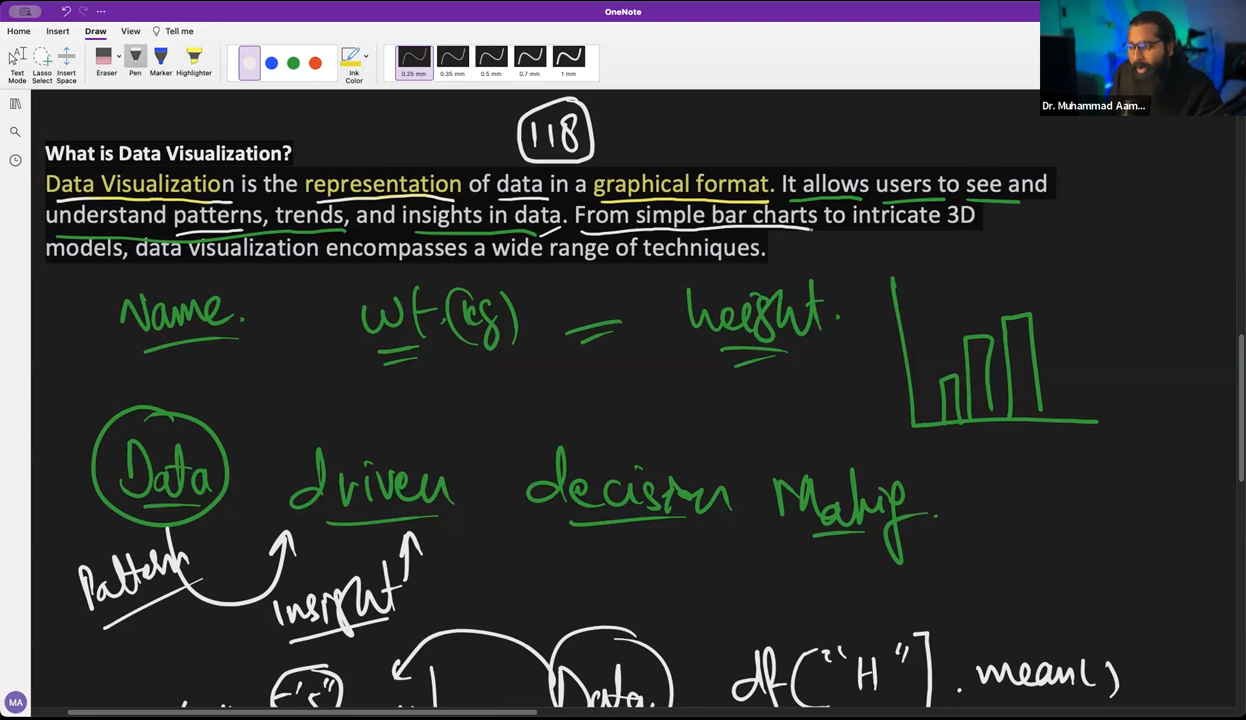 OneNote
Home Insert Draw View Tell me
Text Mode Lasso Select Insert Space Eraser Pen Marker Highlighter Ink Color 0.25 mm 0.35 mm 0.5 mm 0.7 mm 1 mm
Dr. Muhammad Aam...
118
What is Data Visualization?
Data Visualization is the representation of data in a graphical format. It allows users to see and
understand patterns, trends, and insights in data. From simple bar charts to intricate 3D
models, data visualization encompasses a wide range of techniques.
Name. wt.(kg) = height.
Data driven decision Making.
Pattern
insight
Data df("H"].mean()
MA